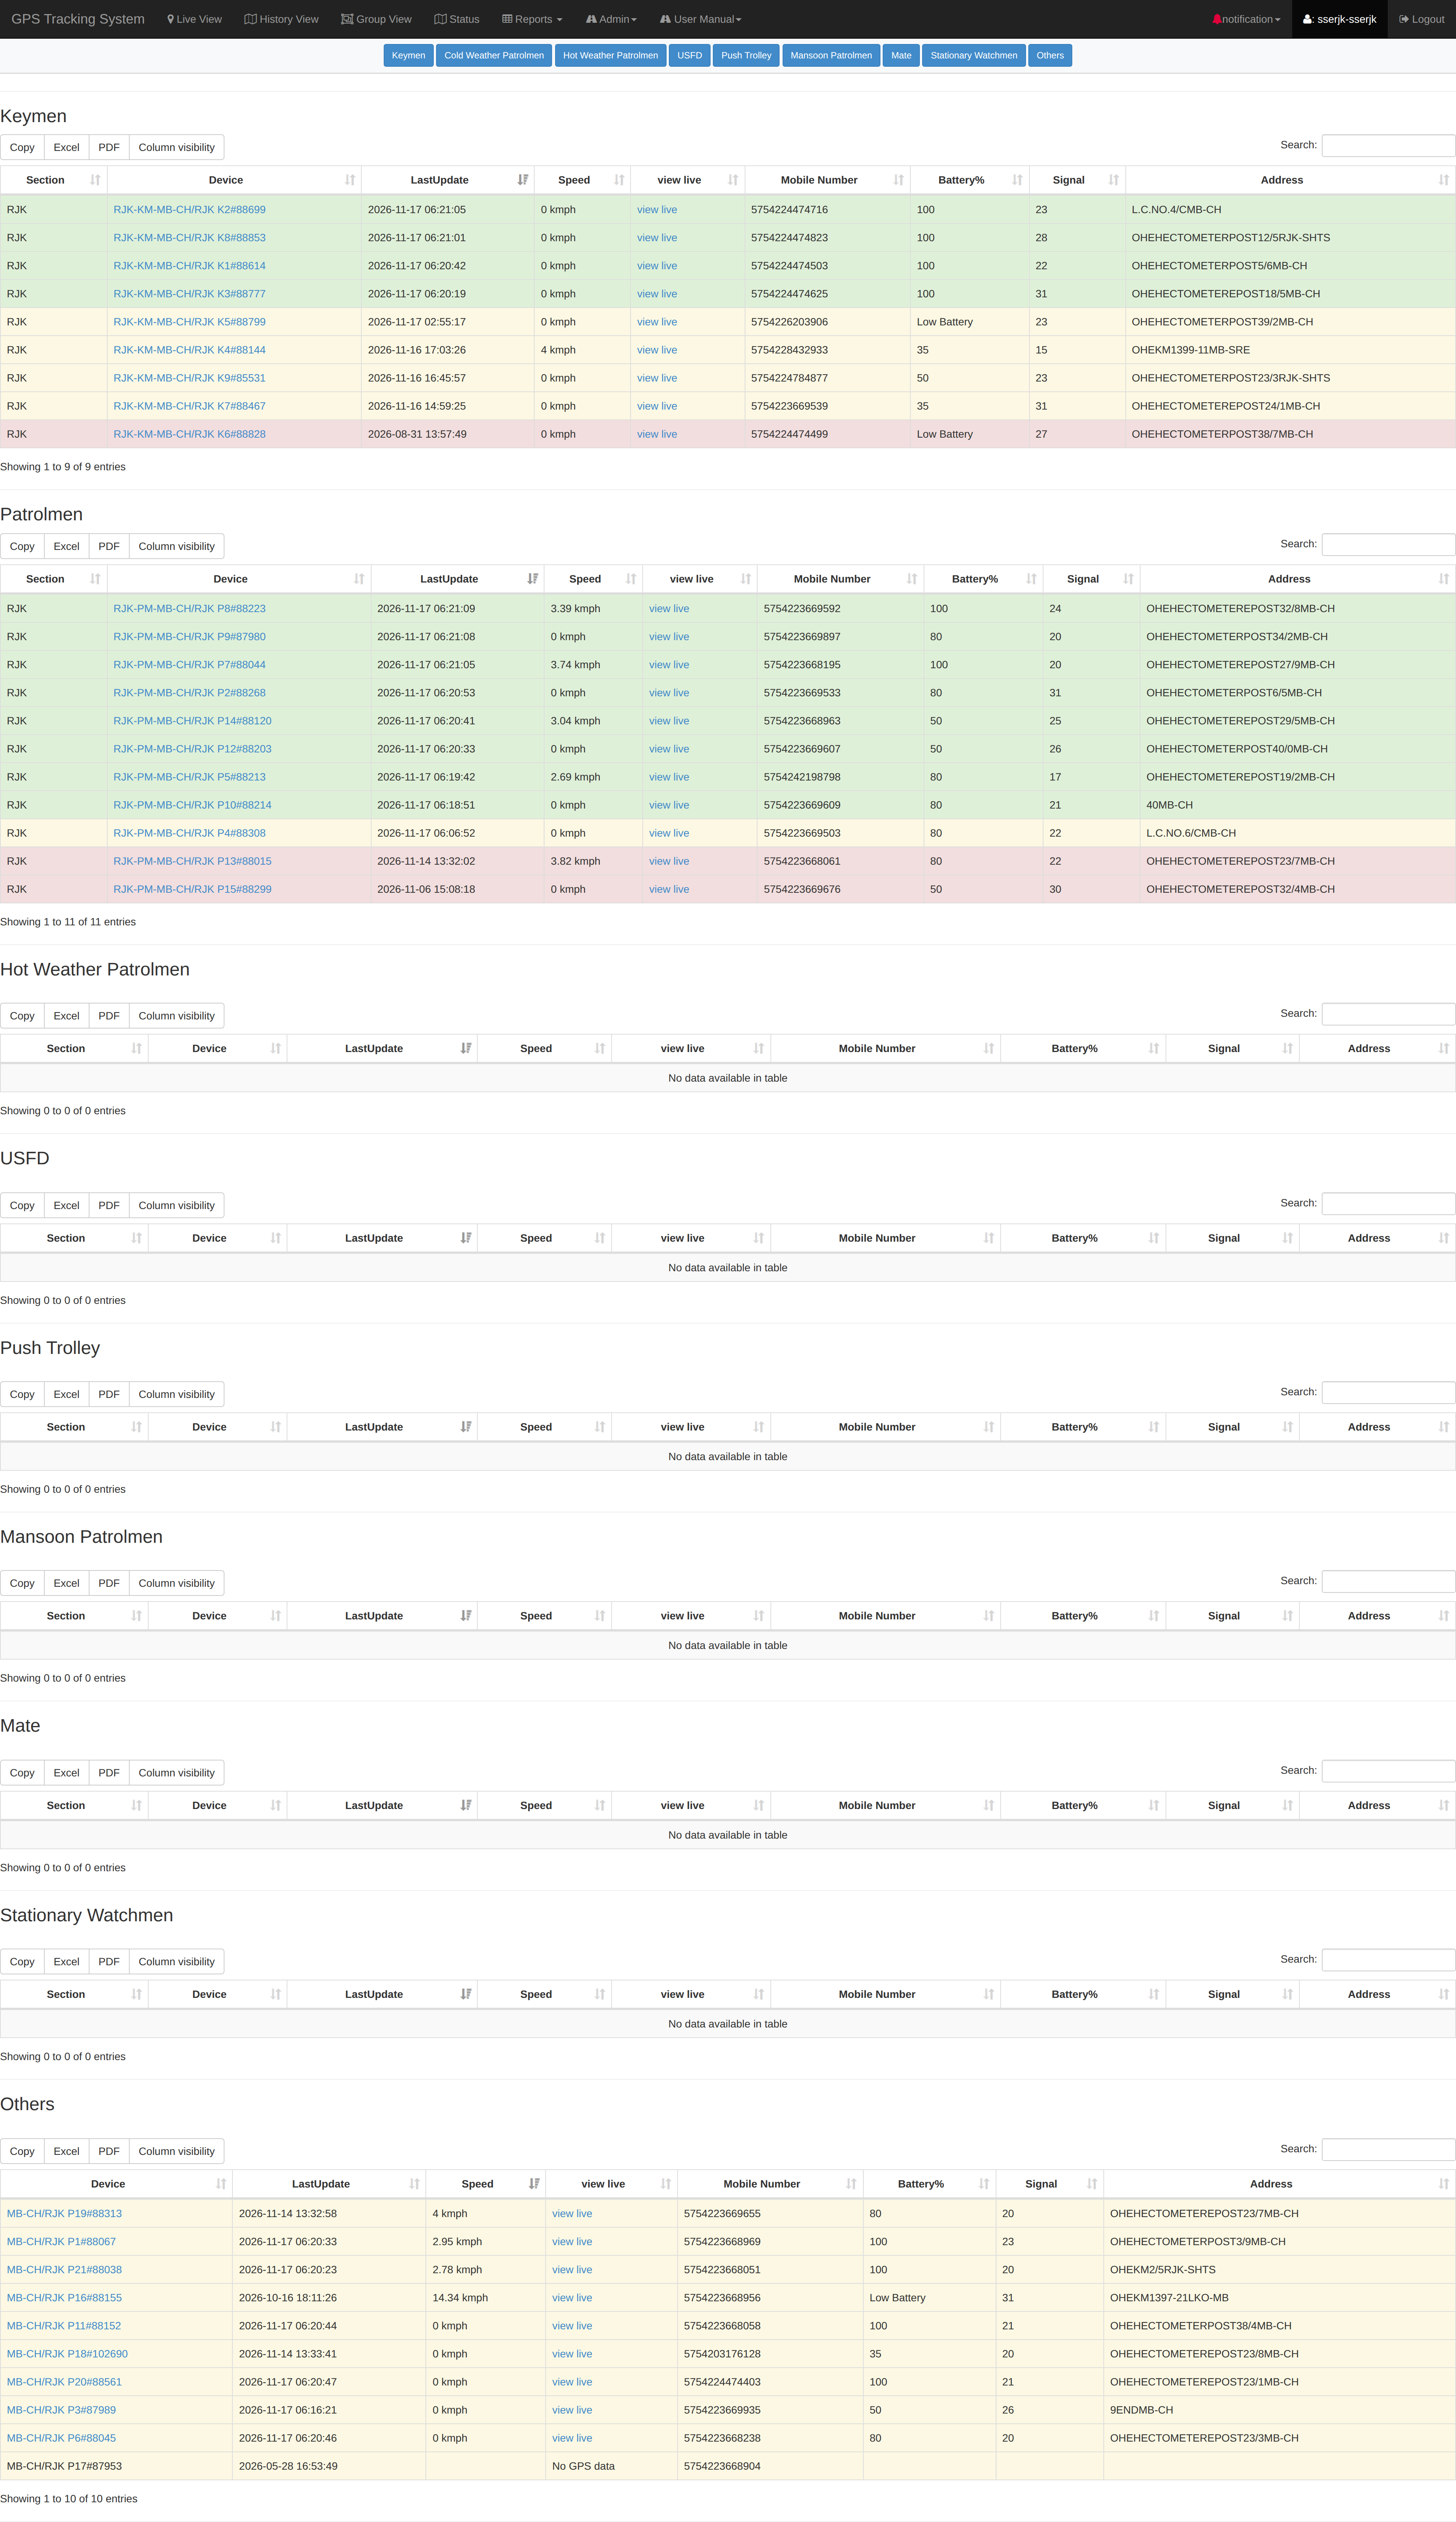 GPS Tracking System Live View History View Group View Status Reports Admin User Manual notification : sserjk-sserjk Logout
Keymen Cold Weather Patrolmen Hot Weather Patrolmen USFD Push Trolley Mansoon Patrolmen Mate Stationary Watchmen Others
Keymen
Copy Excel PDF Column visibility Search:
Section Device LastUpdate Speed view live Mobile Number Battery% Signal Address
RJK RJK-KM-MB-CH/RJK K2#88699 2026-11-17 06:21:05 0 kmph view live 5754224474716 100 23 L.C.NO.4/CMB-CH
RJK RJK-KM-MB-CH/RJK K8#88853 2026-11-17 06:21:01 0 kmph view live 5754224474823 100 28 OHEHECTOMETERPOST12/5RJK-SHTS
RJK RJK-KM-MB-CH/RJK K1#88614 2026-11-17 06:20:42 0 kmph view live 5754224474503 100 22 OHEHECTOMETERPOST5/6MB-CH
RJK RJK-KM-MB-CH/RJK K3#88777 2026-11-17 06:20:19 0 kmph view live 5754224474625 100 31 OHEHECTOMETEREPOST18/5MB-CH
RJK RJK-KM-MB-CH/RJK K5#88799 2026-11-17 02:55:17 0 kmph view live 5754226203906 Low Battery 23 OHEHECTOMETERPOST39/2MB-CH
RJK RJK-KM-MB-CH/RJK K4#88144 2026-11-16 17:03:26 4 kmph view live 5754228432933 35 15 OHEKM1399-11MB-SRE
RJK RJK-KM-MB-CH/RJK K9#85531 2026-11-16 16:45:57 0 kmph view live 5754224784877 50 23 OHEHECTOMETERPOST23/3RJK-SHTS
RJK RJK-KM-MB-CH/RJK K7#88467 2026-11-16 14:59:25 0 kmph view live 5754223669539 35 31 OHEHECTOMETEREPOST24/1MB-CH
RJK RJK-KM-MB-CH/RJK K6#88828 2026-08-31 13:57:49 0 kmph view live 5754224474499 Low Battery 27 OHEHECTOMETERPOST38/7MB-CH
Showing 1 to 9 of 9 entries
Patrolmen
Copy Excel PDF Column visibility Search:
Section Device LastUpdate Speed view live Mobile Number Battery% Signal Address
RJK RJK-PM-MB-CH/RJK P8#88223 2026-11-17 06:21:09 3.39 kmph view live 5754223669592 100 24 OHEHECTOMETEREPOST32/8MB-CH
RJK RJK-PM-MB-CH/RJK P9#87980 2026-11-17 06:21:08 0 kmph view live 5754223669897 80 20 OHEHECTOMETERPOST34/2MB-CH
RJK RJK-PM-MB-CH/RJK P7#88044 2026-11-17 06:21:05 3.74 kmph view live 5754223668195 100 20 OHEHECTOMETEREPOST27/9MB-CH
RJK RJK-PM-MB-CH/RJK P2#88268 2026-11-17 06:20:53 0 kmph view live 5754223669533 80 31 OHEHECTOMETERPOST6/5MB-CH
RJK RJK-PM-MB-CH/RJK P14#88120 2026-11-17 06:20:41 3.04 kmph view live 5754223668963 50 25 OHEHECTOMETEREPOST29/5MB-CH
RJK RJK-PM-MB-CH/RJK P12#88203 2026-11-17 06:20:33 0 kmph view live 5754223669607 50 26 OHEHECTOMETERPOST40/0MB-CH
RJK RJK-PM-MB-CH/RJK P5#88213 2026-11-17 06:19:42 2.69 kmph view live 5754242198798 80 17 OHEHECTOMETEREPOST19/2MB-CH
RJK RJK-PM-MB-CH/RJK P10#88214 2026-11-17 06:18:51 0 kmph view live 5754223669609 80 21 40MB-CH
RJK RJK-PM-MB-CH/RJK P4#88308 2026-11-17 06:06:52 0 kmph view live 5754223669503 80 22 L.C.NO.6/CMB-CH
RJK RJK-PM-MB-CH/RJK P13#88015 2026-11-14 13:32:02 3.82 kmph view live 5754223668061 80 22 OHEHECTOMETEREPOST23/7MB-CH
RJK RJK-PM-MB-CH/RJK P15#88299 2026-11-06 15:08:18 0 kmph view live 5754223669676 50 30 OHEHECTOMETEREPOST32/4MB-CH
Showing 1 to 11 of 11 entries
Hot Weather Patrolmen
Copy Excel PDF Column visibility Search:
Section Device LastUpdate Speed view live Mobile Number Battery% Signal Address
No data available in table
Showing 0 to 0 of 0 entries
USFD
Copy Excel PDF Column visibility Search:
Section Device LastUpdate Speed view live Mobile Number Battery% Signal Address
No data available in table
Showing 0 to 0 of 0 entries
Push Trolley
Copy Excel PDF Column visibility Search:
Section Device LastUpdate Speed view live Mobile Number Battery% Signal Address
No data available in table
Showing 0 to 0 of 0 entries
Mansoon Patrolmen
Copy Excel PDF Column visibility Search:
Section Device LastUpdate Speed view live Mobile Number Battery% Signal Address
No data available in table
Showing 0 to 0 of 0 entries
Mate
Copy Excel PDF Column visibility Search:
Section Device LastUpdate Speed view live Mobile Number Battery% Signal Address
No data available in table
Showing 0 to 0 of 0 entries
Stationary Watchmen
Copy Excel PDF Column visibility Search:
Section Device LastUpdate Speed view live Mobile Number Battery% Signal Address
No data available in table
Showing 0 to 0 of 0 entries
Others
Copy Excel PDF Column visibility Search:
Device LastUpdate Speed view live Mobile Number Battery% Signal Address
MB-CH/RJK P19#88313 2026-11-14 13:32:58 4 kmph view live 5754223669655 80 20 OHEHECTOMETEREPOST23/7MB-CH
MB-CH/RJK P1#88067 2026-11-17 06:20:33 2.95 kmph view live 5754223668969 100 23 OHEHECTOMETERPOST3/9MB-CH
MB-CH/RJK P21#88038 2026-11-17 06:20:23 2.78 kmph view live 5754223668051 100 20 OHEKM2/5RJK-SHTS
MB-CH/RJK P16#88155 2026-10-16 18:11:26 14.34 kmph view live 5754223668956 Low Battery 31 OHEKM1397-21LKO-MB
MB-CH/RJK P11#88152 2026-11-17 06:20:44 0 kmph view live 5754223668058 100 21 OHEHECTOMETERPOST38/4MB-CH
MB-CH/RJK P18#102690 2026-11-14 13:33:41 0 kmph view live 5754203176128 35 20 OHEHECTOMETEREPOST23/8MB-CH
MB-CH/RJK P20#88561 2026-11-17 06:20:47 0 kmph view live 5754224474403 100 21 OHEHECTOMETEREPOST23/1MB-CH
MB-CH/RJK P3#87989 2026-11-17 06:16:21 0 kmph view live 5754223669935 50 26 9ENDMB-CH
MB-CH/RJK P6#88045 2026-11-17 06:20:46 0 kmph view live 5754223668238 80 20 OHEHECTOMETEREPOST23/3MB-CH
MB-CH/RJK P17#87953 2026-05-28 16:53:49 No GPS data 5754223668904
Showing 1 to 10 of 10 entries